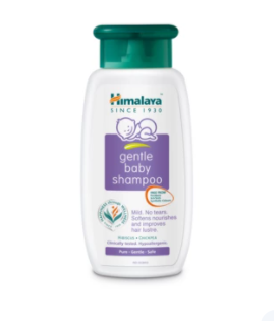 Himalaya
SINCE 1930
gentle
baby
shampoo
Mild. No tears.
Softens nourishes
and improves
hair lustre.
Hibiscus • Chickpea
Clinically tested. Hypoallergenic.
Pure • Gentle • Safe